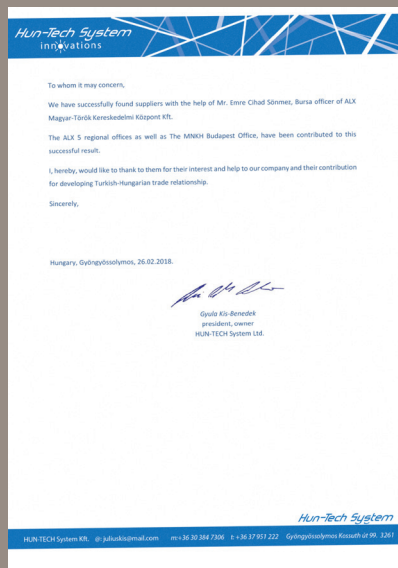 Hun-Tech System
innovations
To whom it may concern,
We have successfully found suppliers with the help of Mr. Emre Cihad Sönmez, Bursa officer of ALX
Magyar-Török Kereskedelmi Központ Kft.
The ALX 5 regional offices as well as The MNKH Budapest Office, have been contributed to this
successful result.
I, hereby, would like to thank to them for their interest and help to our company and their contribution
for developing Turkish-Hungarian trade relationship.
Sincerely,
Hungary, Gyöngyössolymos, 26.02.2018.
Gyula Kis-Benedek
president, owner
HUN-TECH System Ltd.
Hun-Tech System
HUN-TECH System Kft. @: juliuskis@mail.com m:+36 30 384 7306 t:+36 37 951 222 Gyöngyössolymos Kossuth út 99. 3261